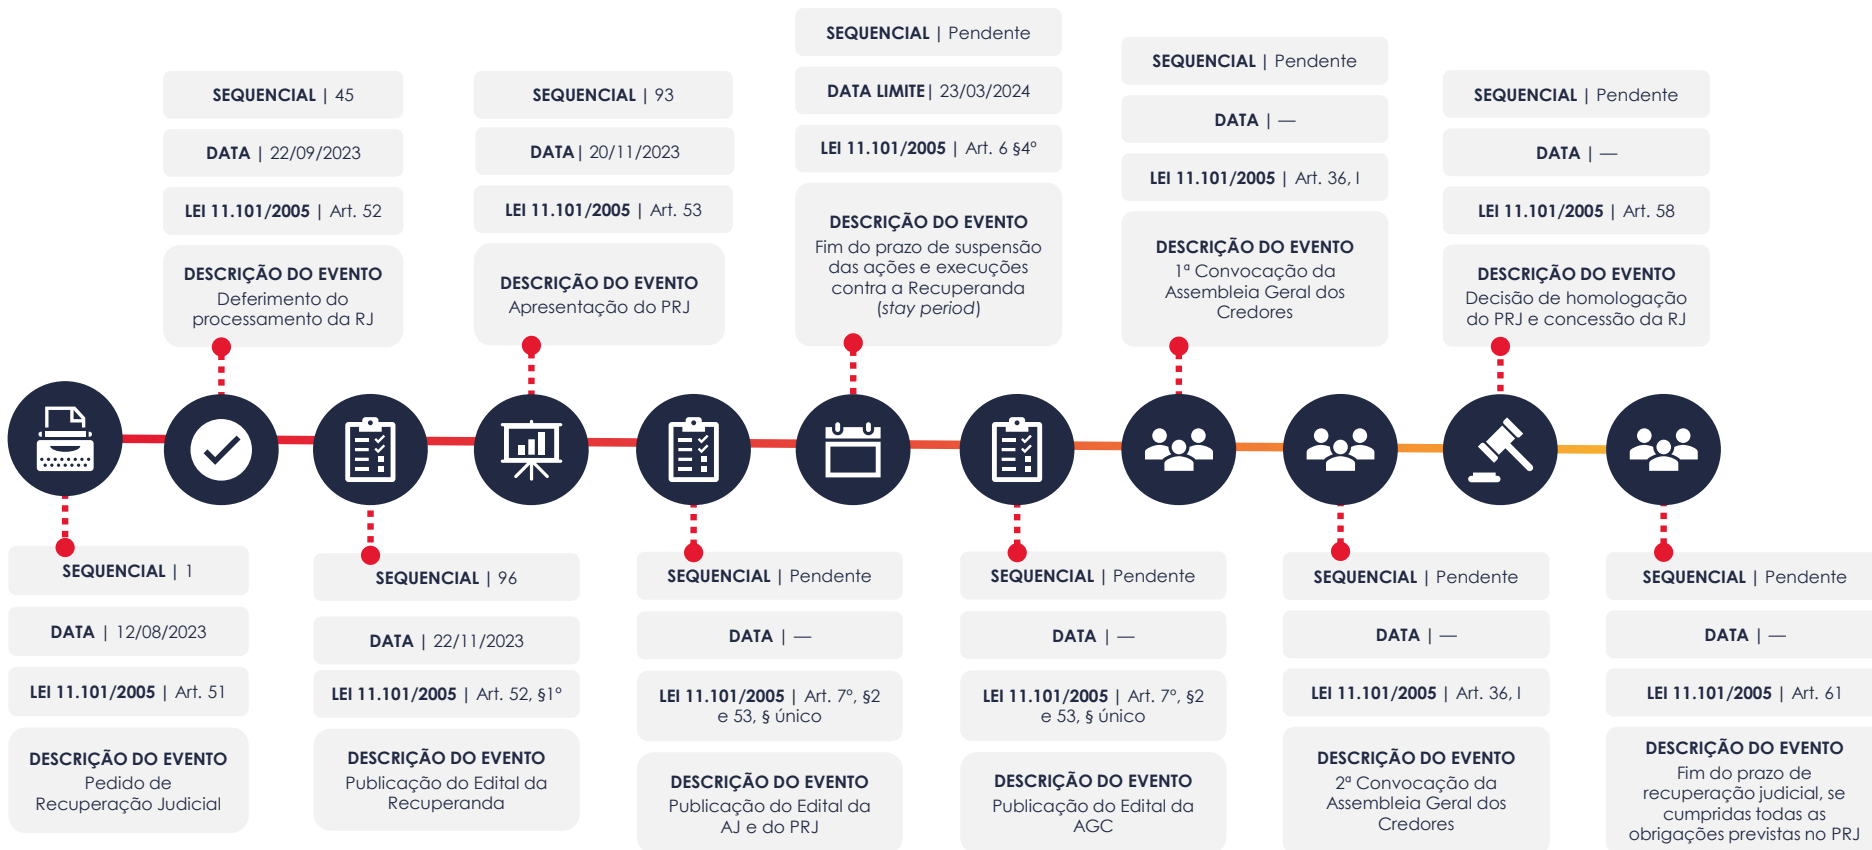 SEQUENCIAL | 1
DATA | 12/08/2023
LEI 11.101/2005 | Art. 51
DESCRIÇÃO DO EVENTO
Pedido de
Recuperação Judicial
SEQUENCIAL | 45
DATA | 22/09/2023
LEI 11.101/2005 | Art. 52
DESCRIÇÃO DO EVENTO
Deferimento do
processamento da RJ
SEQUENCIAL | 96
DATA | 22/11/2023
LEI 11.101/2005 | Art. 52, §1º
DESCRIÇÃO DO EVENTO
Publicação do Edital da
Recuperanda
SEQUENCIAL | 93
DATA| 20/11/2023
LEI 11.101/2005 | Art. 53
DESCRIÇÃO DO EVENTO
Apresentação do PRJ
SEQUENCIAL | Pendente
DATA | —
LEI 11.101/2005 | Art. 7º, §2
e 53, § único
DESCRIÇÃO DO EVENTO
Publicação do Edital da
AJ e do PRJ
SEQUENCIAL | Pendente
DATA LIMITE| 23/03/2024
LEI 11.101/2005 | Art. 6 §4º
DESCRIÇÃO DO EVENTO
Fim do prazo de suspensão
das ações e execuções
contra a Recuperanda
(stay period)
SEQUENCIAL | Pendente
DATA | —
LEI 11.101/2005 | Art. 7º, §2
e 53, § único
DESCRIÇÃO DO EVENTO
Publicação do Edital da
AGC
SEQUENCIAL | Pendente
DATA | —
LEI 11.101/2005 | Art. 36, I
DESCRIÇÃO DO EVENTO
1ª Convocação da
Assembleia Geral dos
Credores
SEQUENCIAL | Pendente
DATA | —
LEI 11.101/2005 | Art. 36, I
DESCRIÇÃO DO EVENTO
2ª Convocação da
Assembleia Geral dos
Credores
SEQUENCIAL | Pendente
DATA | —
LEI 11.101/2005 | Art. 58
DESCRIÇÃO DO EVENTO
Decisão de homologação
do PRJ e concessão da RJ
SEQUENCIAL | Pendente
DATA | —
LEI 11.101/2005 | Art. 61
DESCRIÇÃO DO EVENTO
Fim do prazo de
recuperação judicial, se
cumpridas todas as
obrigações previstas no PRJ